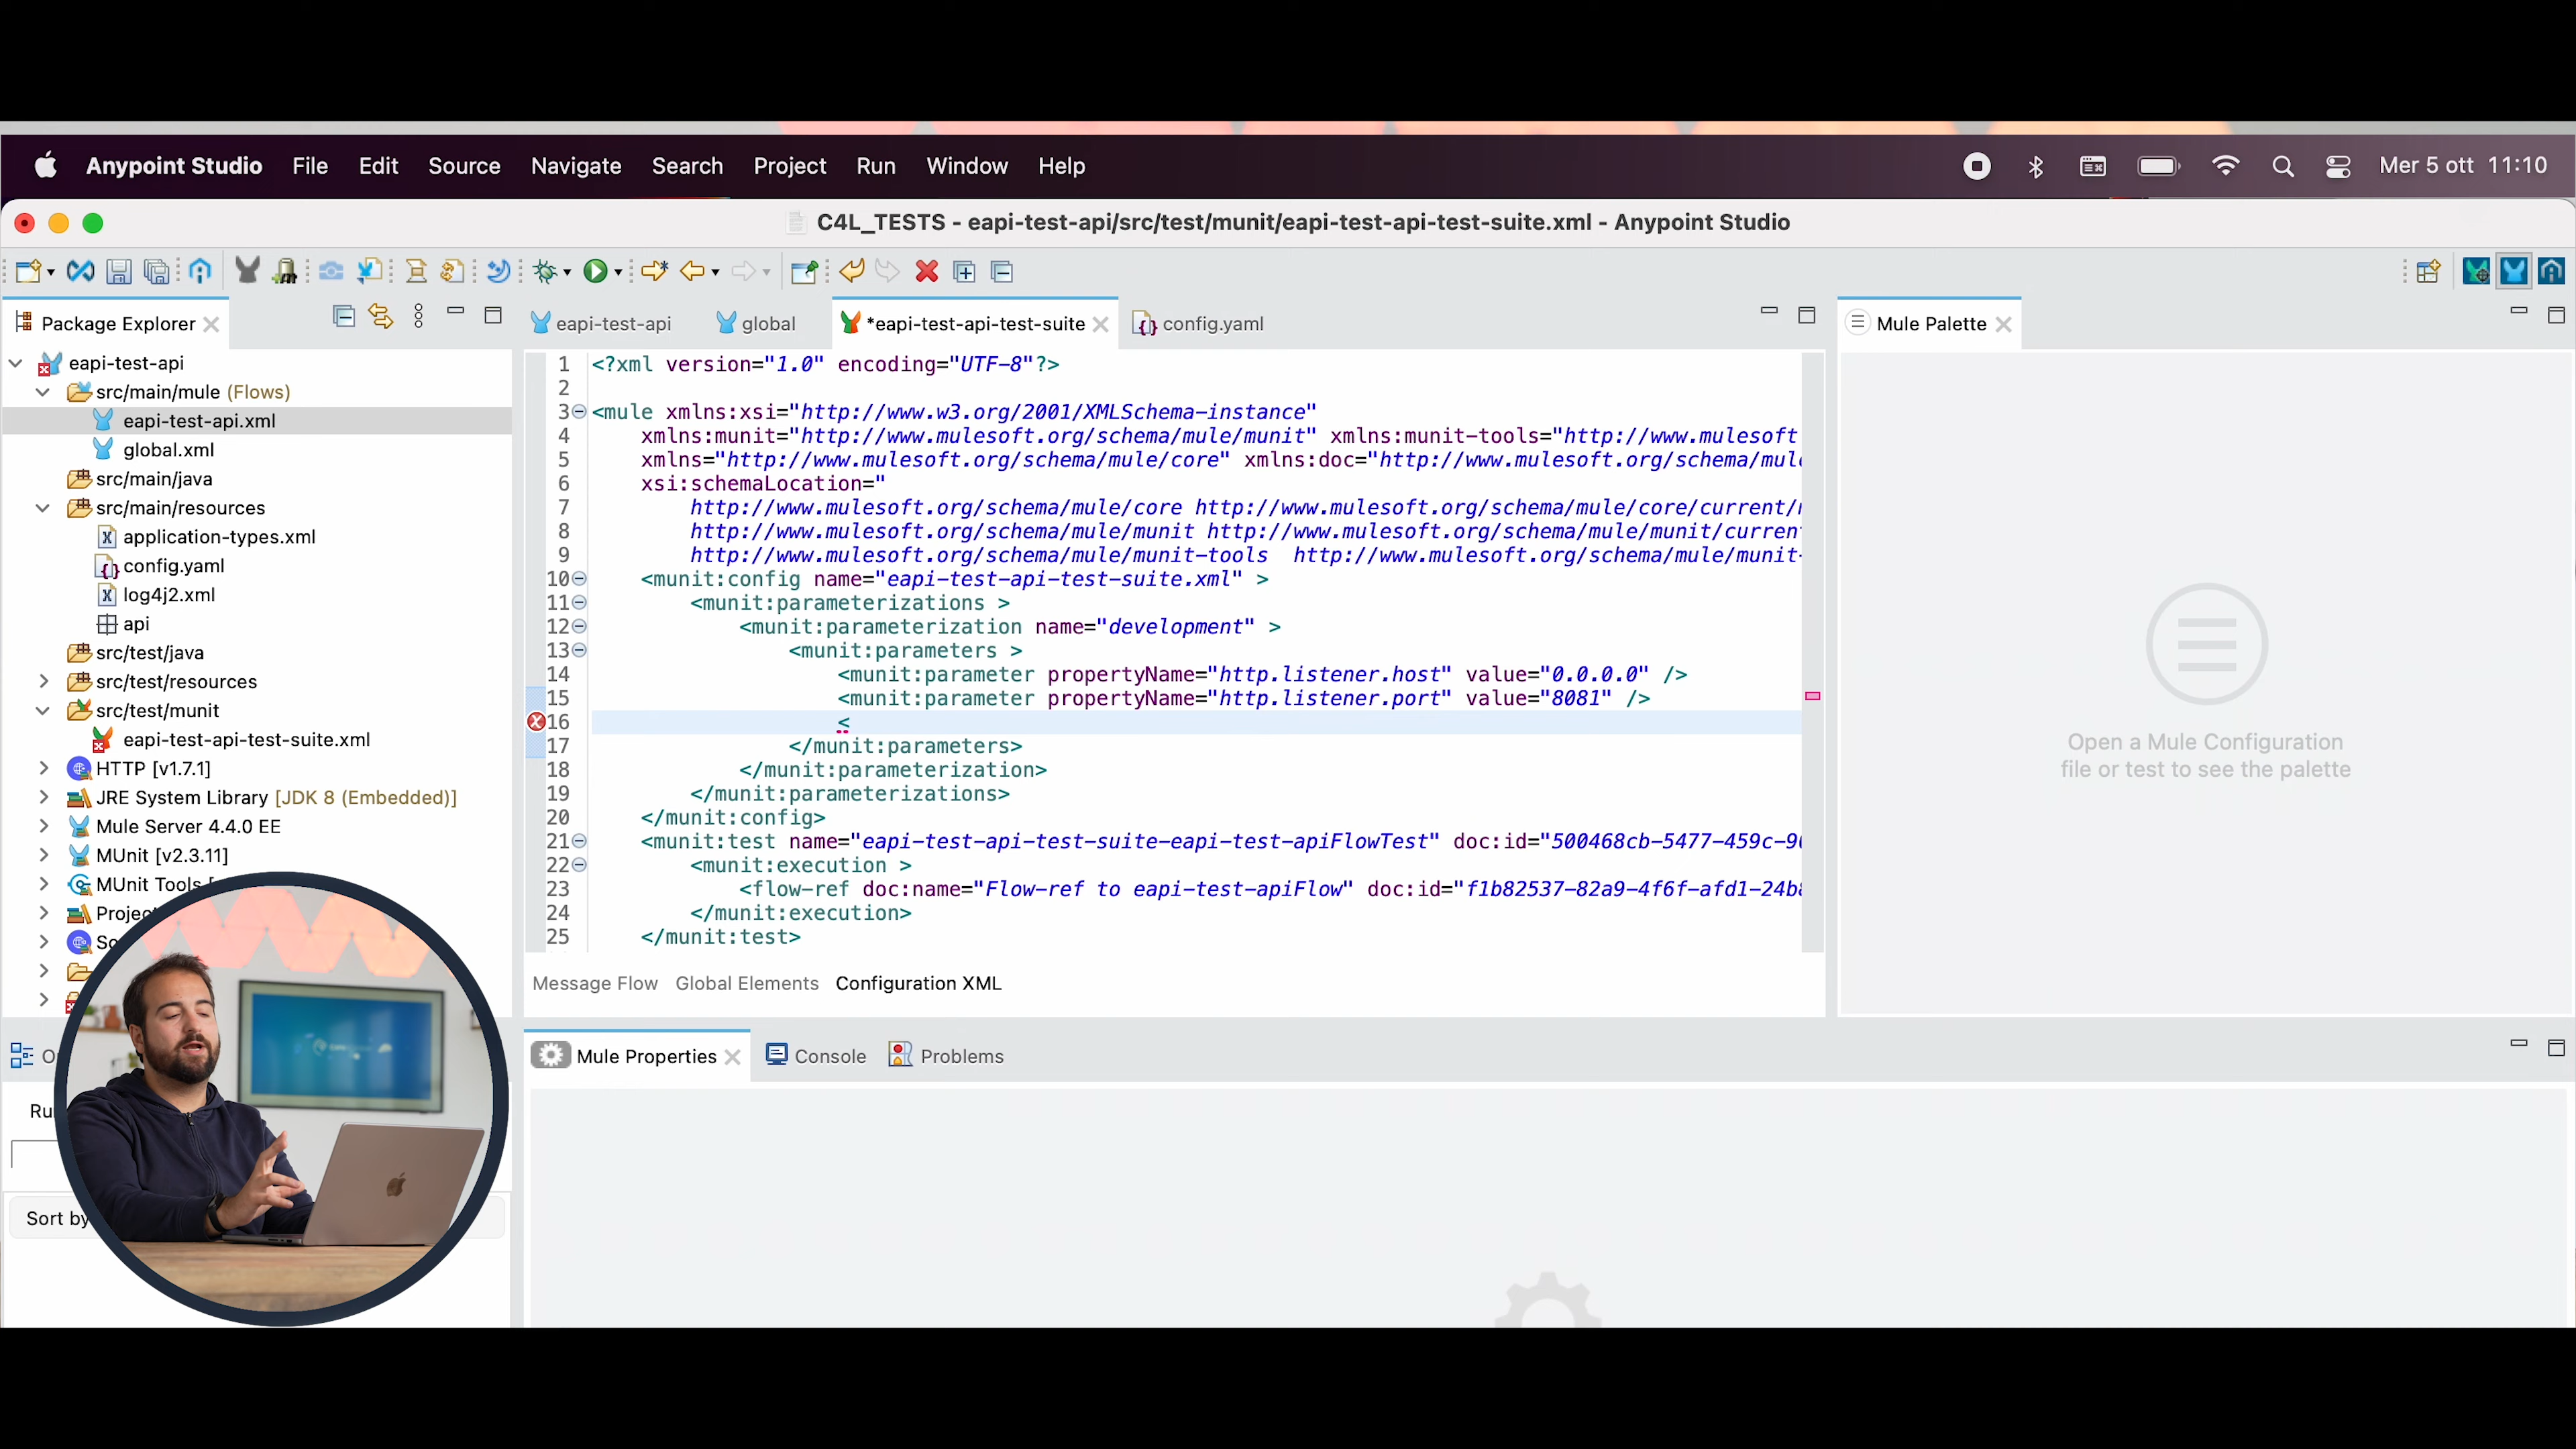 Anypoint Studio File Edit Source Navigate Search Project Run Window Help Mer 5 ott 11:10
C4L_TESTS - eapi-test-api/src/test/munit/eapi-test-api-test-suite.xml - Anypoint Studio
Package Explorer
eapi-test-api
src/main/mule (Flows)
eapi-test-api.xml
global.xml
src/main/java
src/main/resources
application-types.xml
config.yaml
log4j2.xml
api
src/test/java
src/test/resources
src/test/munit
eapi-test-api-test-suite.xml
HTTP [v1.7.1]
JRE System Library [JDK 8 (Embedded)]
Mule Server 4.4.0 EE
MUnit [v2.3.11]
MUnit Tools [
Sort by
eapi-test-api global *eapi-test-api-test-suite config.yaml
1 <?xml version="1.0" encoding="UTF-8"?>
2
3 <mule xmlns:xsi="http://www.w3.org/2001/XMLSchema-instance"
4 xmlns:munit="http://www.mulesoft.org/schema/mule/munit" xmlns:munit-tools="http://www.mulesoft
5 xmlns="http://www.mulesoft.org/schema/mule/core" xmlns:doc="http://www.mulesoft.org/schema/mul
6 xsi:schemaLocation="
7 http://www.mulesoft.org/schema/mule/core http://www.mulesoft.org/schema/mule/core/current/
8 http://www.mulesoft.org/schema/mule/munit http://www.mulesoft.org/schema/mule/munit/current
9 http://www.mulesoft.org/schema/mule/munit-tools http://www.mulesoft.org/schema/mule/munit-
10 <munit:config name="eapi-test-api-test-suite.xml" >
11 <munit:parameterizations >
12 <munit:parameterization name="development" >
13 <munit:parameters >
14 <munit:parameter propertyName="http.listener.host" value="0.0.0.0" />
15 <munit:parameter propertyName="http.listener.port" value="8081" />
16 <
17 </munit:parameters>
18 </munit:parameterization>
19 </munit:parameterizations>
20 </munit:config>
21 <munit:test name="eapi-test-api-test-suite-eapi-test-apiFlowTest" doc:id="500468cb-5477-459c-9
22 <munit:execution >
23 <flow-ref doc:name="Flow-ref to eapi-test-apiFlow" doc:id="f1b82537-82a9-4f6f-afd1-24b
24 </munit:execution>
25 </munit:test>
Message Flow Global Elements Configuration XML
Mule Palette
Open a Mule Configuration
file or test to see the palette
Mule Properties Console Problems